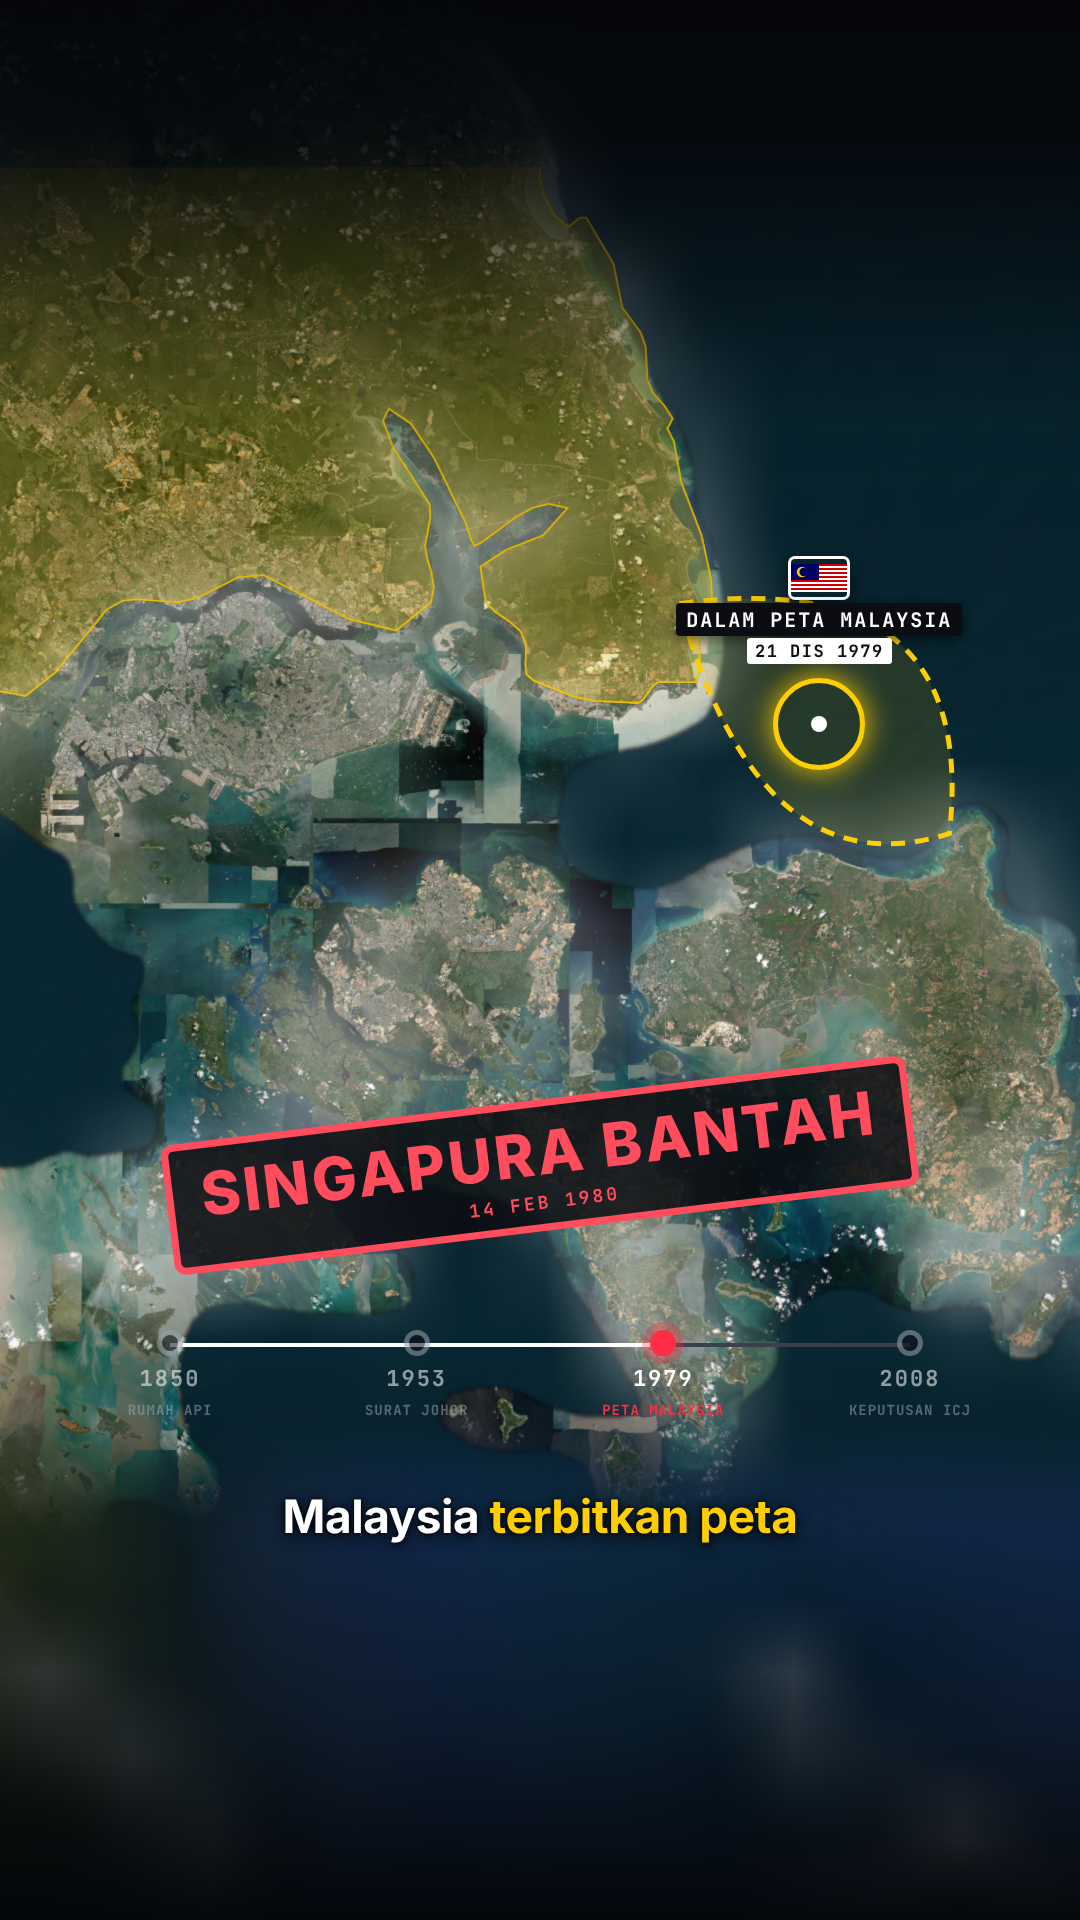 DALAM PETA MALAYSIA
21 DIS 1979
SINGAPURA BANTAH
14 FEB 1980
1850 1953 1979 2008
RUMAH API SURAT JOHOR PETA MALAYSIA KEPUTUSAN ICJ
Malaysia terbitkan peta